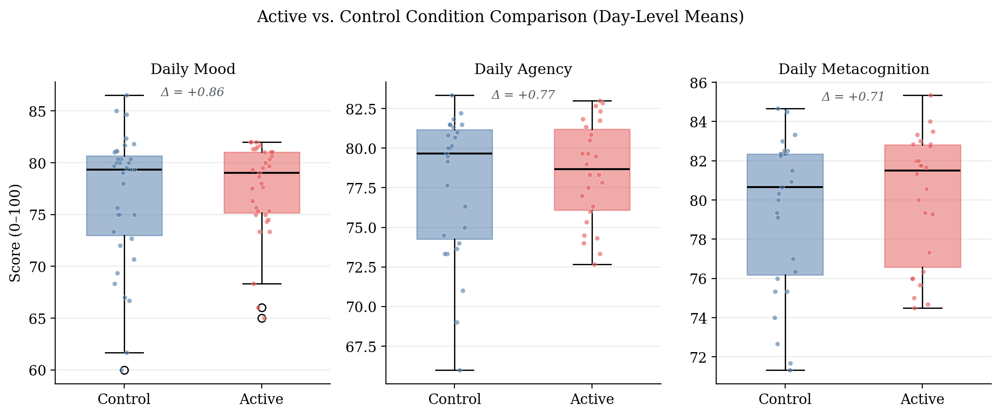 Active vs. Control Condition Comparison (Day-Level Means)
Daily Mood
Δ = +0.86
85
80
75
70
65
60
Score (0–100)
Control
Active
Daily Agency
Δ = +0.77
82.5
80.0
77.5
75.0
72.5
70.0
67.5
Control
Active
Daily Metacognition
Δ = +0.71
86
84
82
80
78
76
74
72
Control
Active